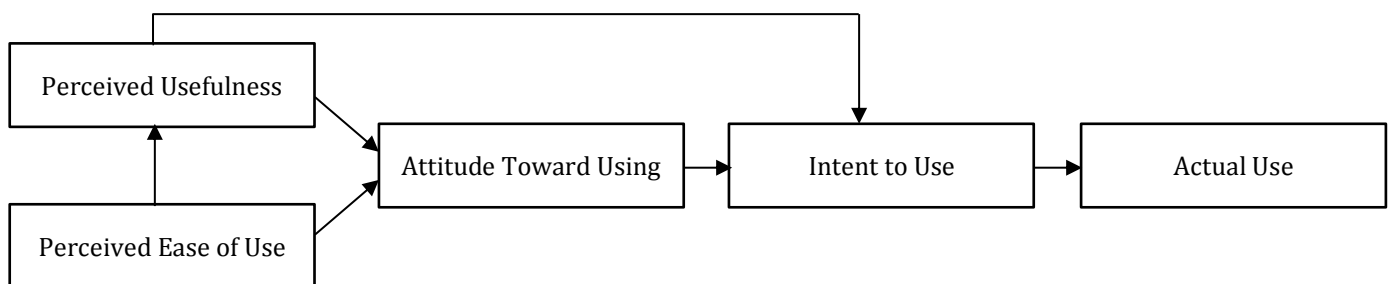 Perceived Usefulness
Attitude Toward Using
Intent to Use
Actual Use
Perceived Ease of Use